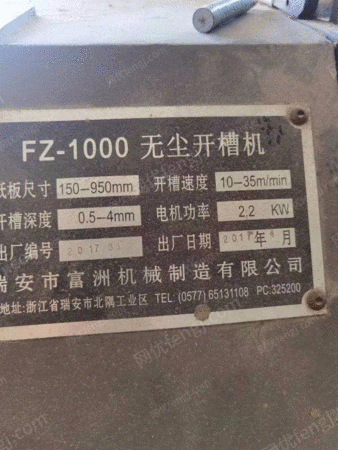 FZ-1000 无尘开槽机
纸板尺寸 150-950mm 开槽速度 10-35m/min
开槽深度 0.5-4mm 电机功率 2.2 KW
出厂编号 出厂日期 201 年 月
瑞安市富洲机械制造有限公司
地址:浙江省瑞安市北隅工业区 TEL (0577) 65131108 PC:325200